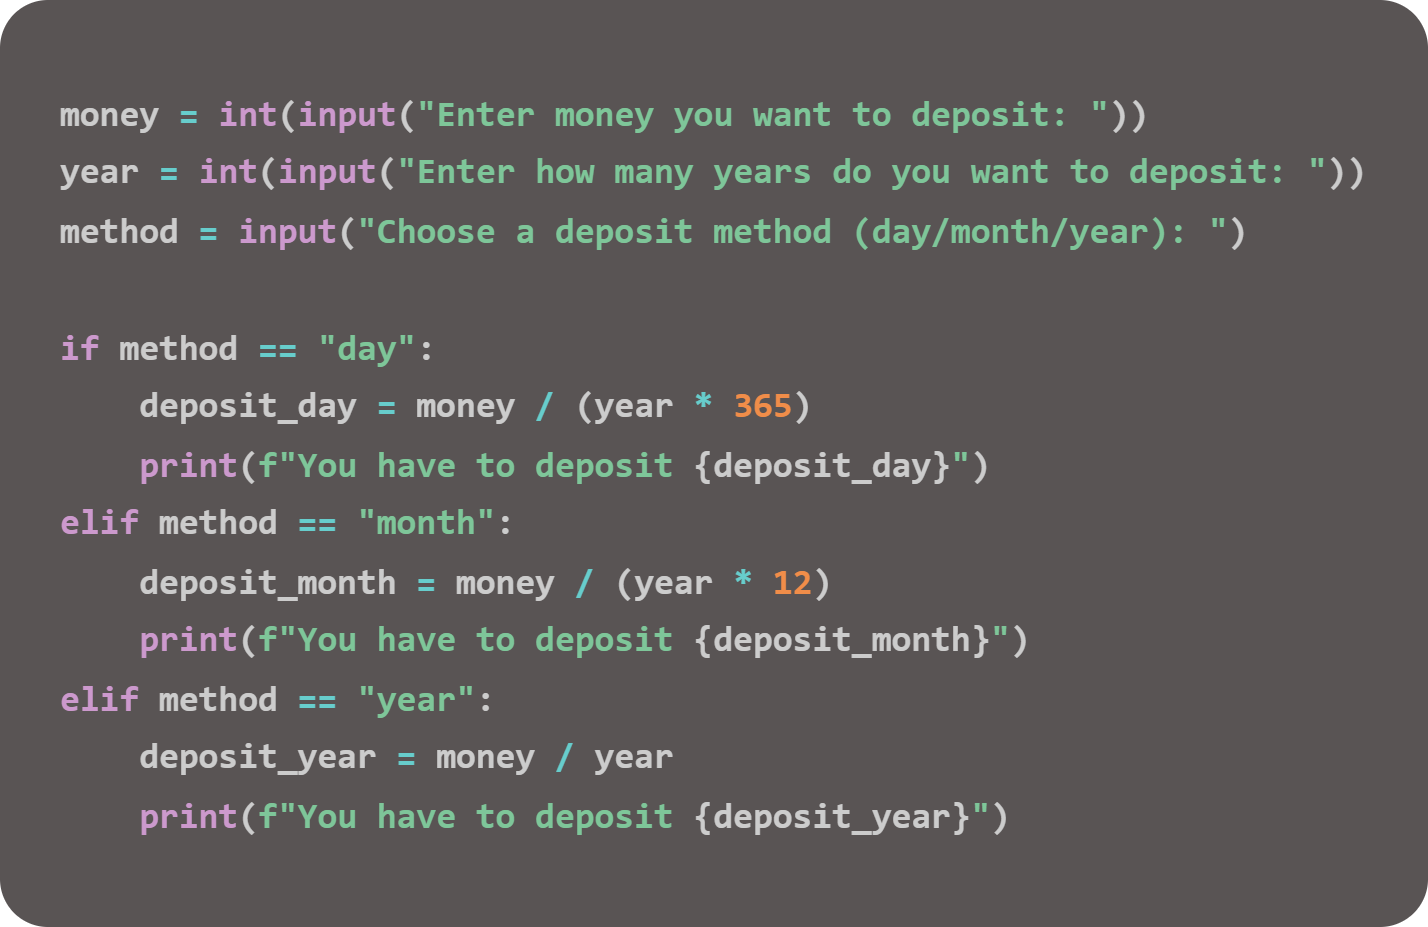 money = int(input("Enter money you want to deposit: "))
year = int(input("Enter how many years do you want to deposit: "))
method = input("Choose a deposit method (day/month/year): ")

if method == "day":
    deposit_day = money / (year * 365)
    print(f"You have to deposit {deposit_day}")
elif method == "month":
    deposit_month = money / (year * 12)
    print(f"You have to deposit {deposit_month}")
elif method == "year":
    deposit_year = money / year
    print(f"You have to deposit {deposit_year}")